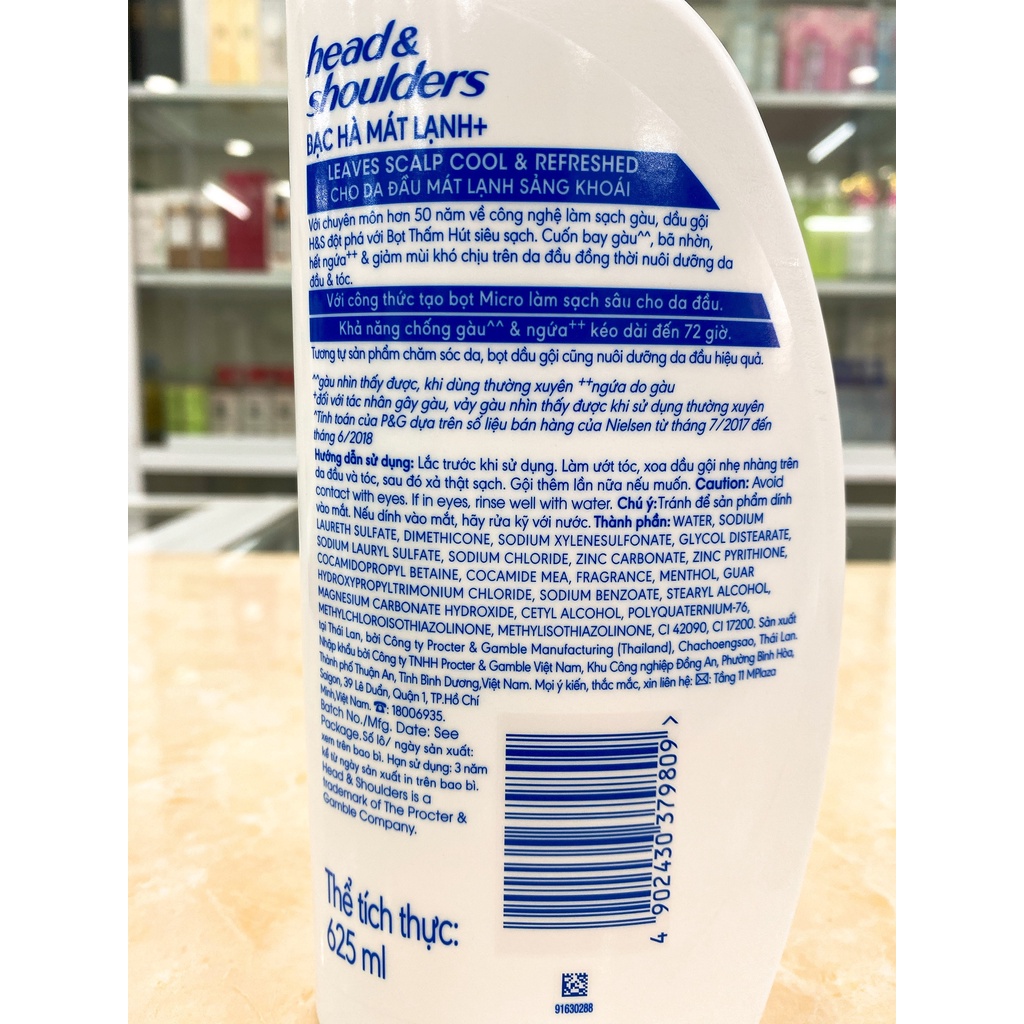 head &
shoulders
BẠC HÀ MÁT LẠNH+
LEAVES SCALP COOL & REFRESHED
CHO DA ĐẦU MÁT LẠNH SẢNG KHOÁI
Với chuyên môn hơn 50 năm về công nghệ làm sạch gàu, dầu gội
H&S đột phá với Bọt Thấm Hút siêu sạch. Cuốn bay gàu^^, bã nhờn,
hết ngứa++ & giảm mùi khó chịu trên da đầu đồng thời nuôi dưỡng da
đầu & tóc.
Với công thức tạo bọt Micro làm sạch sâu cho da đầu.
Khả năng chống gàu^^ & ngứa++ kéo dài đến 72 giờ.
Tương tự sản phẩm chăm sóc da, bọt dầu gội cũng nuôi dưỡng da đầu hiệu quả.
^^gàu nhìn thấy được, khi dùng thường xuyên ++ngứa do gàu
+đối với tác nhân gây gàu, vảy gàu nhìn thấy được khi sử dụng thường xuyên
^Tính toán của P&G dựa trên số liệu bán hàng của Nielsen từ tháng 7/2017 đến
tháng 6/2018
Hướng dẫn sử dụng: Lắc trước khi sử dụng. Làm ướt tóc, xoa dầu gội nhẹ nhàng trên
da đầu và tóc, sau đó xả thật sạch. Gội thêm lần nữa nếu muốn. Caution: Avoid
contact with eyes. If in eyes, rinse well with water. Chú ý:Tránh để sản phẩm dính
vào mắt. Nếu dính vào mắt, hãy rửa kỹ với nước. Thành phần: WATER, SODIUM
LAURETH SULFATE, DIMETHICONE, SODIUM XYLENESULFONATE, GLYCOL DISTEARATE,
SODIUM LAURYL SULFATE, SODIUM CHLORIDE, ZINC CARBONATE, ZINC PYRITHIONE,
COCAMIDOPROPYL BETAINE, COCAMIDE MEA, FRAGRANCE, MENTHOL, GUAR
HYDROXYPROPYLTRIMONIUM CHLORIDE, SODIUM BENZOATE, STEARYL ALCOHOL,
MAGNESIUM CARBONATE HYDROXIDE, CETYL ALCOHOL, POLYQUATERNIUM-76,
METHYLCHLOROISOTHIAZOLINONE, METHYLISOTHIAZOLINONE, CI 42090, CI 17200. Sản xuất
tại Thái Lan, bởi Công ty Procter & Gamble Manufacturing (Thailand), Chachoengsao, Thái Lan.
Nhập khẩu bởi Công ty TNHH Procter & Gamble Việt Nam, Khu Công nghiệp Đồng An, Phường Bình Hòa,
Thành phố Thuận An, Tỉnh Bình Dương,Việt Nam. Mọi ý kiến, thắc mắc, xin liên hệ: ✉: Tầng 11 MPlaza
Saigon, 39 Lê Duẩn, Quận 1, TP.Hồ Chí
Minh,Việt Nam. ☎: 18006935.
Batch No./Mfg. Date: See
Package.Số lô/ ngày sản xuất:
xem trên bao bì. Hạn sử dụng: 3 năm
kể từ ngày sản xuất in trên bao bì.
Head & Shoulders is a
trademark of The Procter &
Gamble Company.
Thể tích thực:
625 ml
4 902430 379809 >
91630288